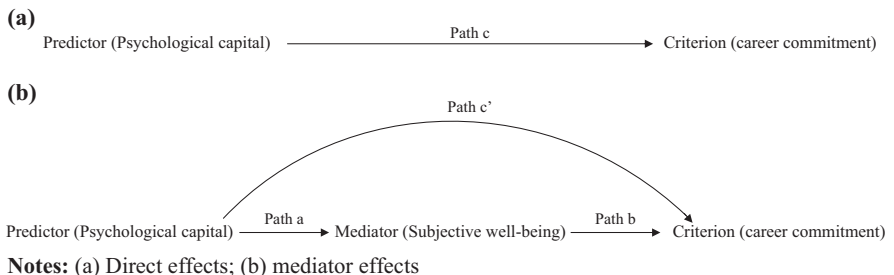 (a)
Path c
Predictor (Psychological capital) Criterion (career commitment)
(b)
Path c’
Path a Path b
Predictor (Psychological capital) Mediator (Subjective well-being) Criterion (career commitment)
Notes: (a) Direct effects; (b) mediator effects